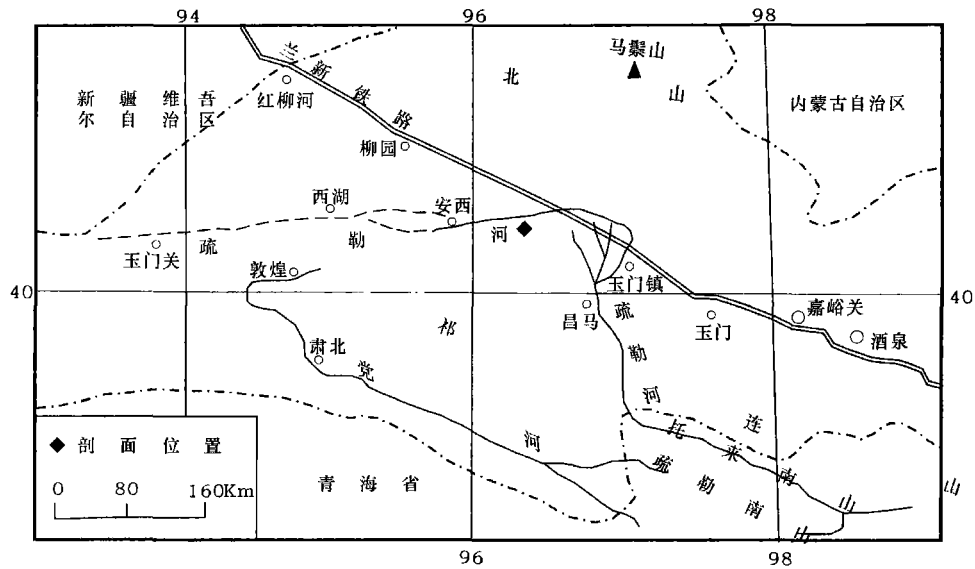 94
96
98
兰新铁路
马鬃山
北山
新疆维吾
尔自治区
红柳河
内蒙古自治区
柳园
西湖
安西
疏勒河
玉门关
敦煌
玉门镇
40
40
昌马
疏勒河
玉门
嘉峪关
酒泉
祁连山
肃北
党河
托来南山
疏勒南山
青海省
剖面位置
0 80 160Km
96
98